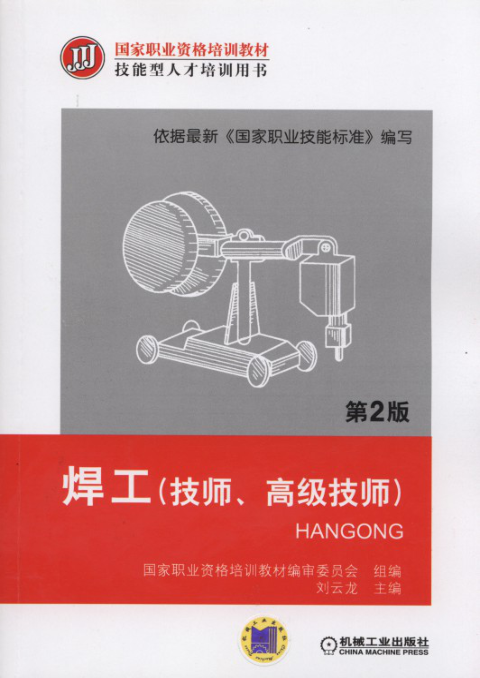 JJJ
国家职业资格培训教材
技能型人才培训用书
依据最新《国家职业技能标准》编写
第2版
焊工(技师、高级技师)
HANGONG
国家职业资格培训教材编审委员会 组编
刘云龙 主编
机械工业出版社
CHINA MACHINE PRESS